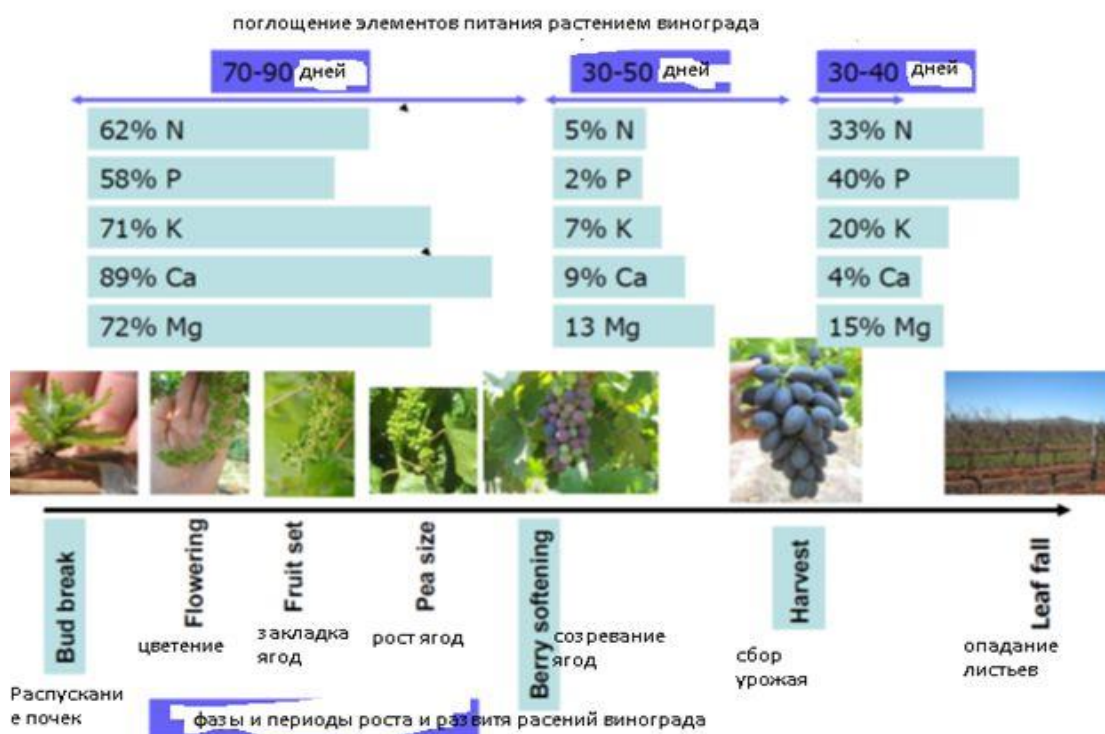 поглощение элементов питания растением винограда
70-90 дней
30-50 дней
30-40 дней
62% N
5% N
33% N
58% P
2% P
40% P
71% K
7% K
20% K
89% Ca
9% Ca
4% Ca
72% Mg
13 Mg
15% Mg
Bud break
Flowering
Fruit set
Pea size
Berry softening
Harvest
Leaf fall
Распускани
е почек
цветение
закладка
ягод
рост ягод
созревание
ягод
сбор
урожая
опадание
листьев
фазы и периоды роста и развитя расений винограда